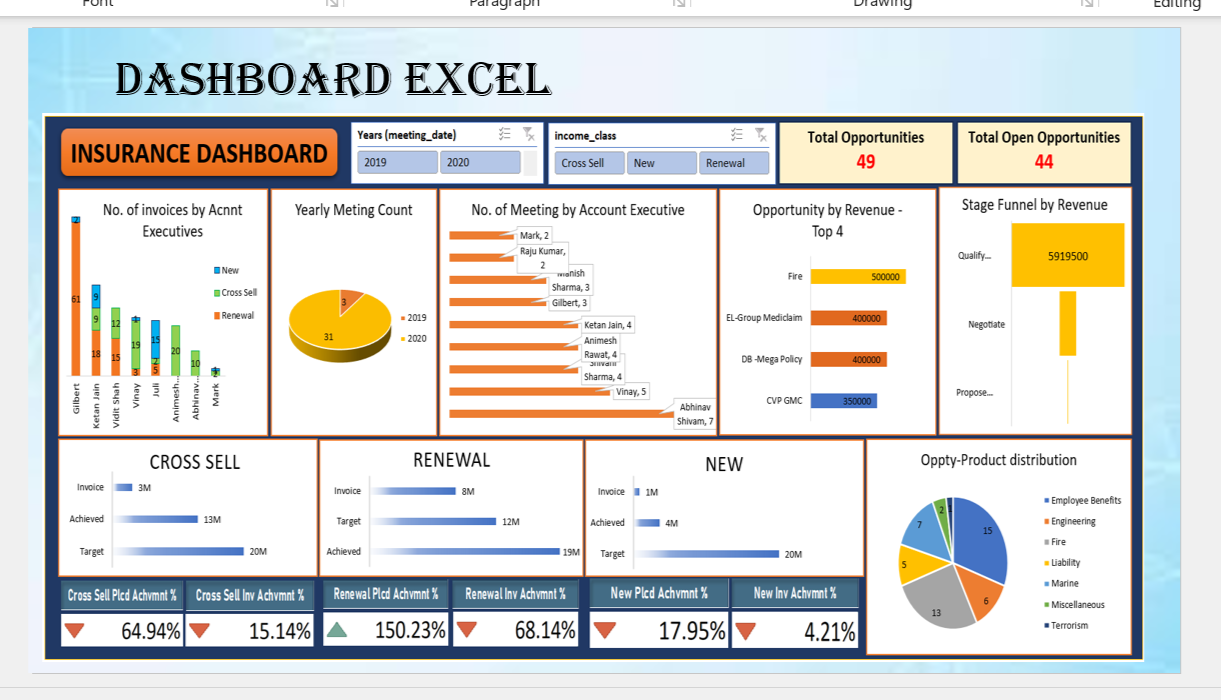 Font
Paragraph
Drawing
Editing
DASHBOARD EXCEL
INSURANCE DASHBOARD
Years (meeting_date)
2019
2020
income_class
Cross Sell
New
Renewal
Total Opportunities
49
Total Open Opportunities
44
No. of invoices by Acnnt
Executives
2
61
9
9
18
12
15
1
19
3
15
2
5
20
10
Gilbert
Ketan Jain
Vidit Shah
Vinay
Juli
Animesh...
Abhinav...
Mark
New
Cross Sell
Renewal
Yearly Meting Count
3
31
2019
2020
No. of Meeting by Account Executive
Mark, 2
Raju Kumar,
2
Manish
Sharma, 3
Gilbert, 3
Ketan Jain, 4
Animesh
Rawat, 4
Shivani
Sharma, 4
Vinay, 5
Abhinav
Shivam, 7
Opportunity by Revenue -
Top 4
Fire
500000
EL-Group Mediclaim
400000
DB -Mega Policy
400000
CVP GMC
350000
Stage Funnel by Revenue
Qualify...
5919500
Negotiate
Propose...
CROSS SELL
Invoice
3M
Achieved
13M
Target
20M
RENEWAL
Invoice
8M
Target
12M
Achieved
19M
NEW
Invoice
1M
Achieved
4M
Target
20M
Cross Sell Plcd Achvmnt %
64.94%
Cross Sell Inv Achvmnt %
15.14%
Renewal Plcd Achvmnt %
150.23%
Renewal Inv Achvmnt %
68.14%
New Plcd Achvmnt %
17.95%
New Inv Achvmnt %
4.21%
Oppty-Product distribution
15
6
13
5
7
2
1
Employee Benefits
Engineering
Fire
Liability
Marine
Miscellaneous
Terrorism